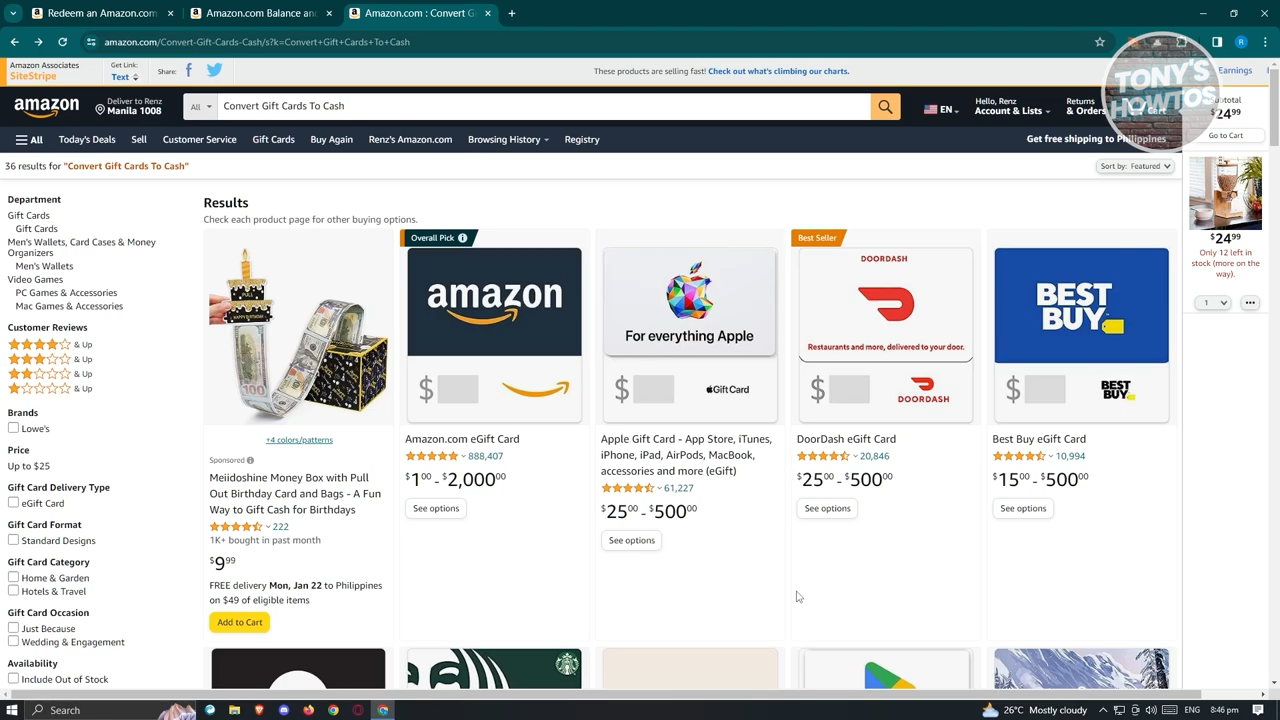 Redeem an Amazon.com
Amazon.com Balance and
Amazon.com : Convert G
amazon.com/Convert-Gift-Cards-Cash/s?k=Convert+Gift+Cards+To+Cash
R
Amazon Associates
SiteStripe
Get Link:
Text
Share:
These products are selling fast! Check out what's climbing our charts.
Earnings
TONY'S
HOWTOS
amazon
Deliver to Renz
Manila 1008
All
Convert Gift Cards To Cash
EN
Hello, Renz
Account & Lists
Returns
& Orders
Cart
Subtotal
$24.99
Go to Cart
All
Today's Deals
Sell
Customer Service
Gift Cards
Buy Again
Renz's Amazon.com
Browsing History
Registry
Get free shipping to Philippines
36 results for "Convert Gift Cards To Cash"
Sort by: Featured
Department
Gift Cards
Gift Cards
Men's Wallets, Card Cases & Money
Organizers
Men's Wallets
Video Games
PC Games & Accessories
Mac Games & Accessories
Customer Reviews
& Up
& Up
& Up
& Up
Brands
Lowe's
Price
Up to $25
Gift Card Delivery Type
eGift Card
Gift Card Format
Standard Designs
Gift Card Category
Home & Garden
Hotels & Travel
Gift Card Occasion
Just Because
Wedding & Engagement
Availability
Include Out of Stock
Results
Check each product page for other buying options.
PULL
HAPPY BIRTHDAY
100
+4 colors/patterns
Sponsored
Meiidoshine Money Box with Pull
Out Birthday Card and Bags - A Fun
Way to Gift Cash for Birthdays
222
1K+ bought in past month
$9.99
FREE delivery Mon, Jan 22 to Philippines
on $49 of eligible items
Add to Cart
Overall Pick
amazon
$
Amazon.com eGift Card
888,407
$1.00 - $2,000.00
See options
For everything Apple
$
Gift Card
Apple Gift Card - App Store, iTunes,
iPhone, iPad, AirPods, MacBook,
accessories and more (eGift)
61,227
$25.00 - $500.00
See options
Best Seller
DOORDASH
Restaurants and more, delivered to your door.
$
DOORDASH
DoorDash eGift Card
20,846
$25.00 - $500.00
See options
BEST
BUY
$
BEST
BUY
Best Buy eGift Card
10,994
$15.00 - $500.00
See options
$24.99
Only 12 left in
stock (more on the
way).
1
Search
26°C Mostly cloudy
ENG
8:46 pm